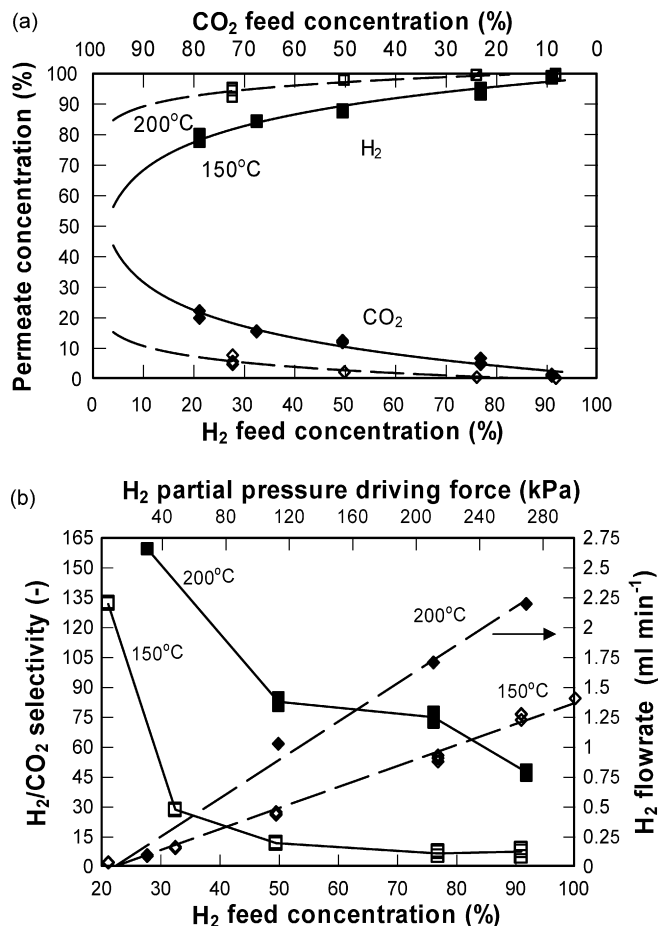 (a)
CO₂ feed concentration (%)
100 90 80 70 60 50 40 30 20 10 0
Permeate concentration (%)
100
90
80
70
60
50
40
30
20
10
0
200°C
150°C
H₂
CO₂
0 10 20 30 40 50 60 70 80 90 100
H₂ feed concentration (%)
(b)
H₂ partial pressure driving force (kPa)
0 40 80 120 160 200 240 280
H₂/CO₂ selectivity (-)
165
150
135
120
105
90
75
60
45
30
15
0
200°C
150°C
200°C
150°C
2.75
2.5
2.25
2
1.75
1.5
1.25
1
0.75
0.5
0.25
0
H₂ flowrate (ml min⁻¹)
20 30 40 50 60 70 80 90 100
H₂ feed concentration (%)